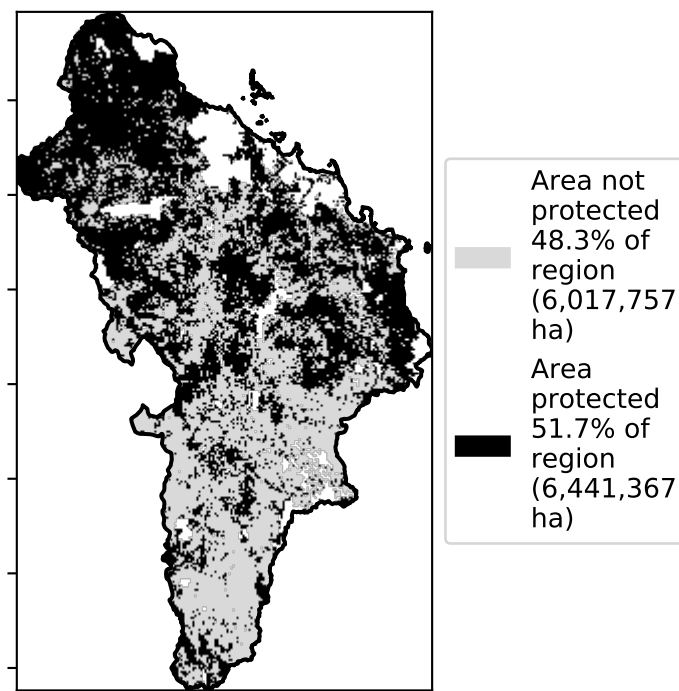 Area not
protected
48.3% of
region
(6,017,757
ha)
Area
protected
51.7% of
region
(6,441,367
ha)